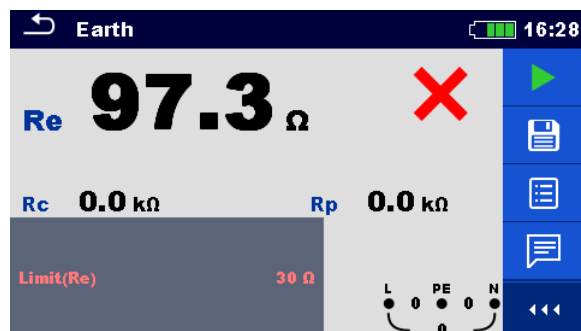 Earth 16:28
Re 97.3 Ω
Rc 0.0 kΩ Rp 0.0 kΩ
Limit(Re) 30 Ω
L PE N
0 0
0